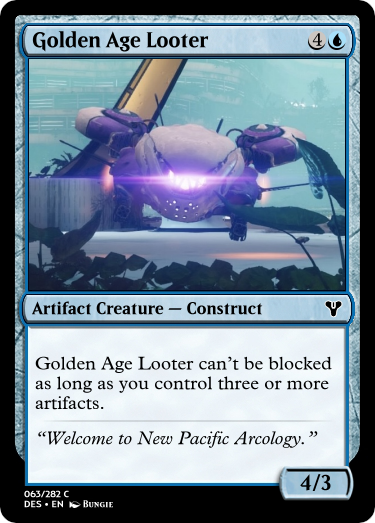 Golden Age Looter 4
Artifact Creature — Construct
Golden Age Looter can't be blocked
as long as you control three or more
artifacts.
"Welcome to New Pacific Arcology."
4/3
063/282 C
DES • EN Bungie